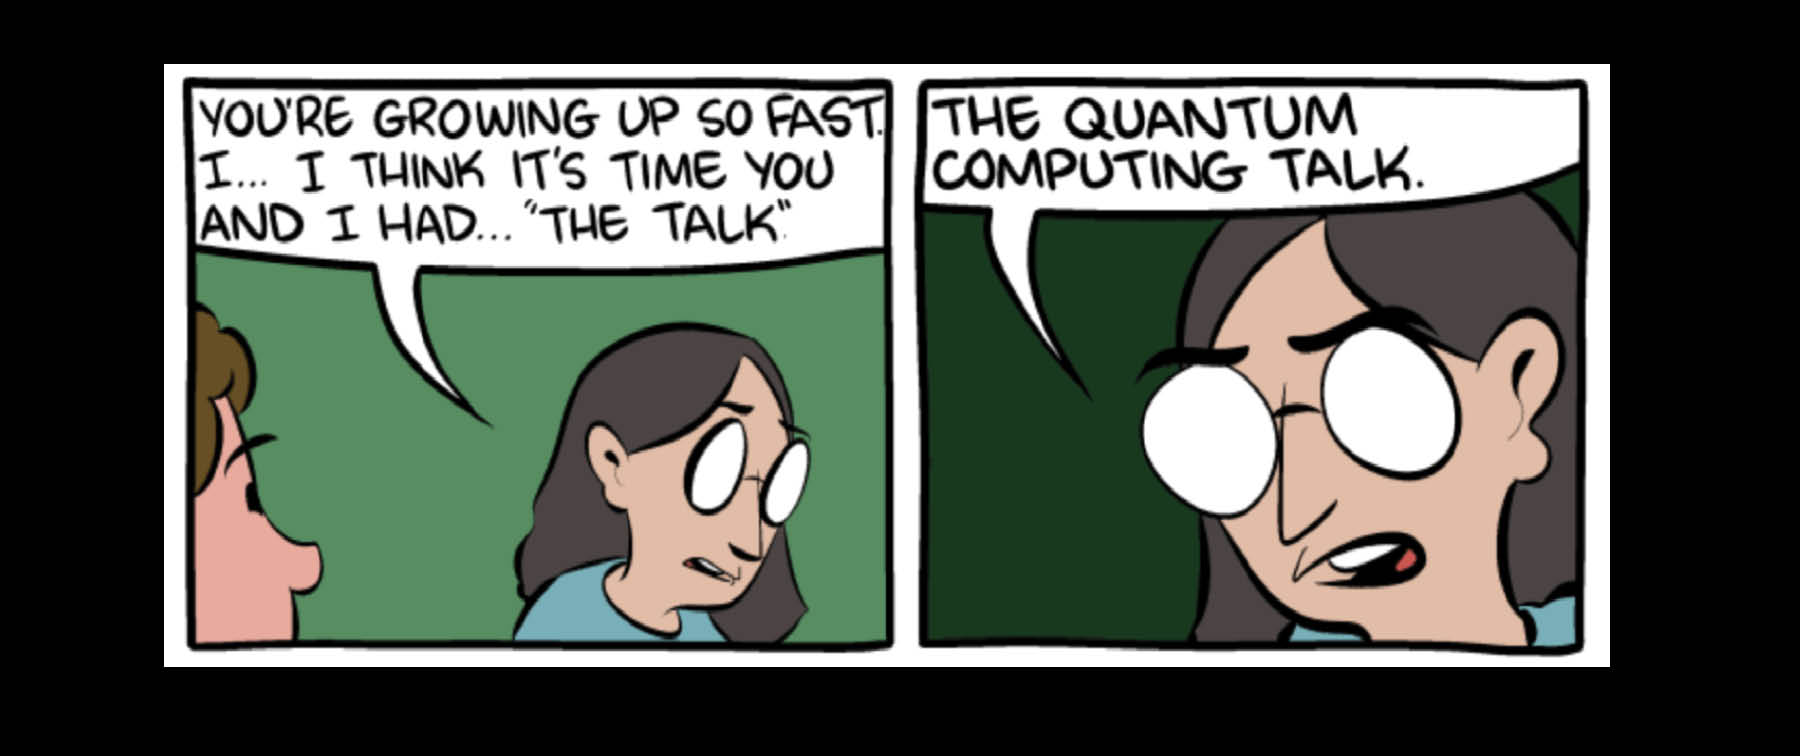 YOU'RE GROWING UP SO FAST.
I... I THINK IT'S TIME YOU
AND I HAD... "THE TALK".
THE QUANTUM
COMPUTING TALK.